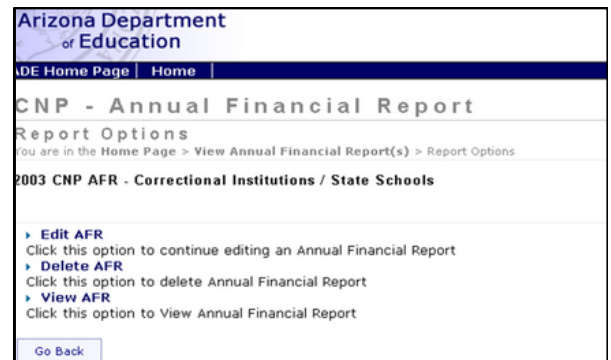 Arizona Department
of Education
ADE Home Page | Home |
CNP - Annual Financial Report
Report Options
You are in the Home Page > View Annual Financial Report(s) > Report Options
2003 CNP AFR - Correctional Institutions / State Schools
Edit AFR
Click this option to continue editing an Annual Financial Report
Delete AFR
Click this option to delete Annual Financial Report
View AFR
Click this option to View Annual Financial Report
Go Back